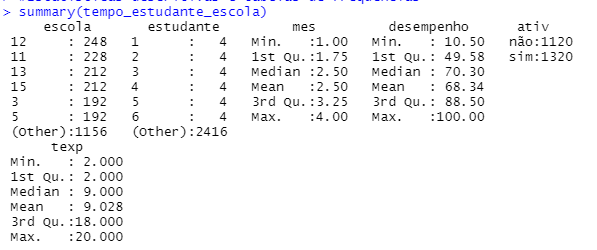 > summary(tempo_estudante_escola)
escola estudante mes desempenho ativ
12 : 248 1 : 4 Min. :1.00 Min. : 10.50 não:1120
11 : 228 2 : 4 1st Qu.:1.75 1st Qu.: 49.58 sim:1320
13 : 212 3 : 4 Median :2.50 Median : 70.30
15 : 212 4 : 4 Mean :2.50 Mean : 68.34
3 : 192 5 : 4 3rd Qu.:3.25 3rd Qu.: 88.50
5 : 192 6 : 4 Max. :4.00 Max. :100.00
(Other):1156 (Other):2416
texp
Min. : 2.000
1st Qu.: 2.000
Median : 9.000
Mean : 9.028
3rd Qu.:18.000
Max. :20.000